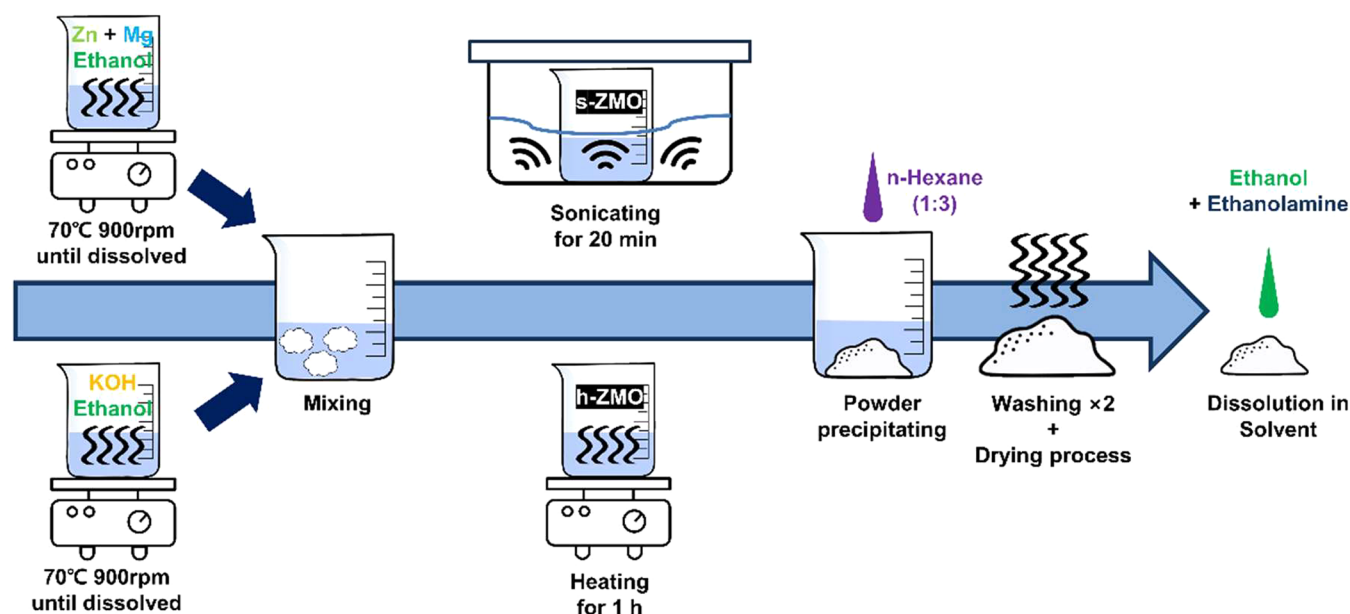 Zn + Mg
Ethanol
70℃ 900rpm
until dissolved
KOH
Ethanol
70℃ 900rpm
until dissolved
Mixing
s-ZMO
Sonicating
for 20 min
h-ZMO
Heating
for 1 h
n-Hexane
(1:3)
Powder
precipitating
Washing ×2
+
Drying process
Ethanol
+ Ethanolamine
Dissolution in
Solvent